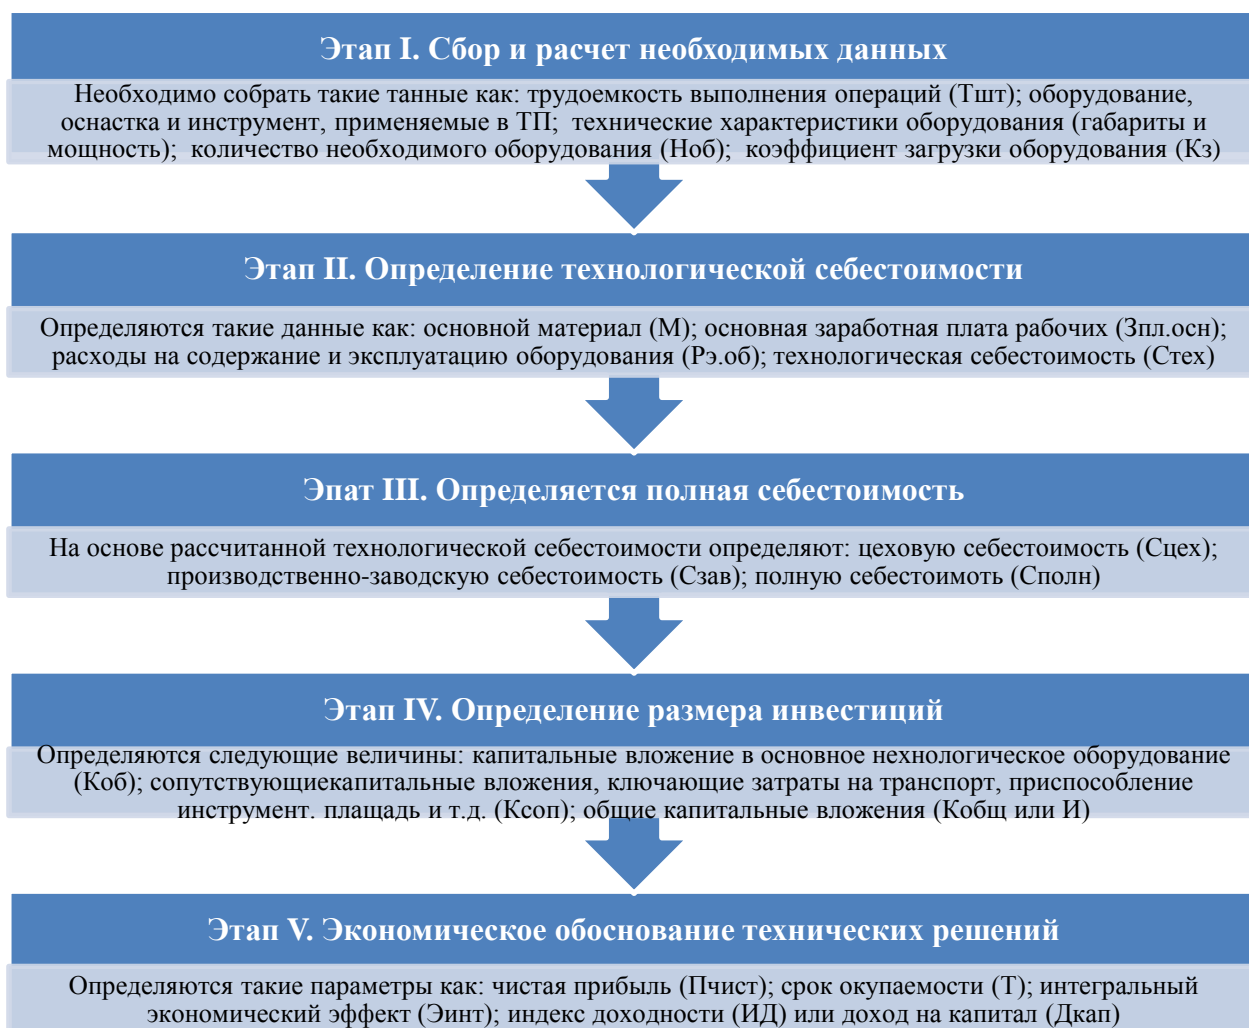 Этап I. Сбор и расчет необходимых данных
Необходимо собрать такие танные как: трудоемкость выполнения операций (Тшт); оборудование,
оснастка и инструмент, применяемые в ТП; технические характеристики оборудования (габариты и
мощность); количество необходимого оборудования (Ноб); коэффициент загрузки оборудования (Кз)
Этап II. Определение технологической себестоимости
Определяются такие данные как: основной материал (М); основная заработная плата рабочих (Зпл.осн);
расходы на содержание и эксплуатацию оборудования (Рэ.об); технологическая себестоимость (Стех)
Эпат III. Определяется полная себестоимость
На основе рассчитанной технологической себестоимости определяют: цеховую себестоимость (Сцех);
производственно-заводскую себестоимость (Сзав); полную себестоимоть (Сполн)
Этап IV. Определение размера инвестиций
Определяются следующие величины: капитальные вложение в основное нехнологическое оборудование
(Коб); сопутствующиекапитальные вложения, ключающие затраты на транспорт, приспособление
инструмент. плащадь и т.д. (Ксоп); общие капитальные вложения (Кобщ или И)
Этап V. Экономическое обоснование технических решений
Определяются такие параметры как: чистая прибыль (Пчист); срок окупаемости (Т); интегральный
экономический эффект (Эинт); индекс доходности (ИД) или доход на капитал (Дкап)